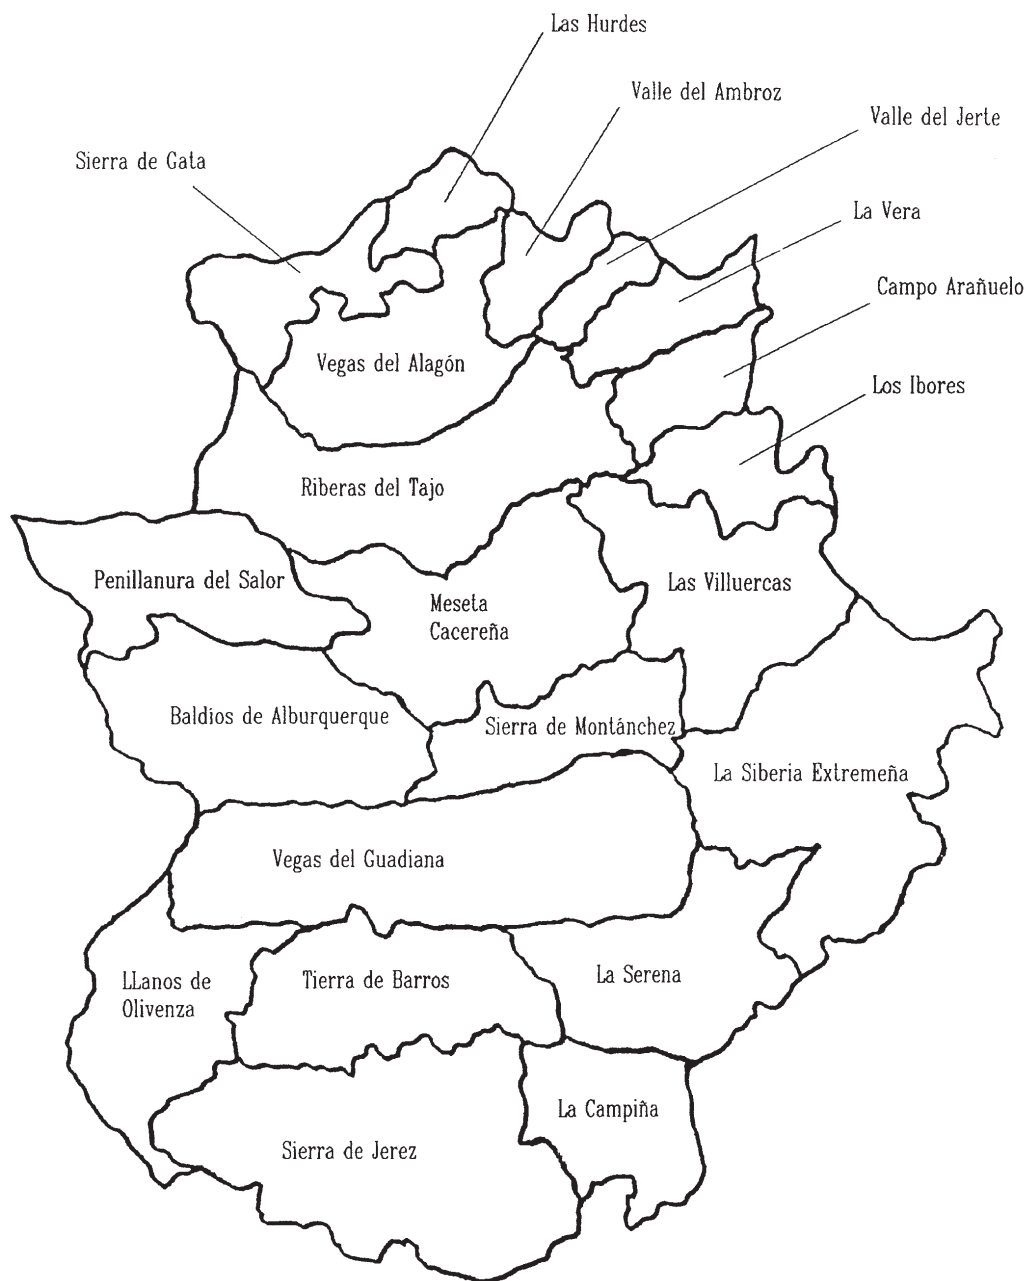 Las Hurdes
Valle del Ambroz
Valle del Jerte
Sierra de Gata
La Vera
Campo Arañuelo
Vegas del Alagón
Los Ibores
Riberas del Tajo
Penillanura del Salor
Las Villuercas
Meseta
Cacereña
Baldíos de Alburquerque
Sierra de Montánchez
La Siberia Extremeña
Vegas del Guadiana
LLanos de
Olivenza
Tierra de Barros
La Serena
La Campiña
Sierra de Jerez